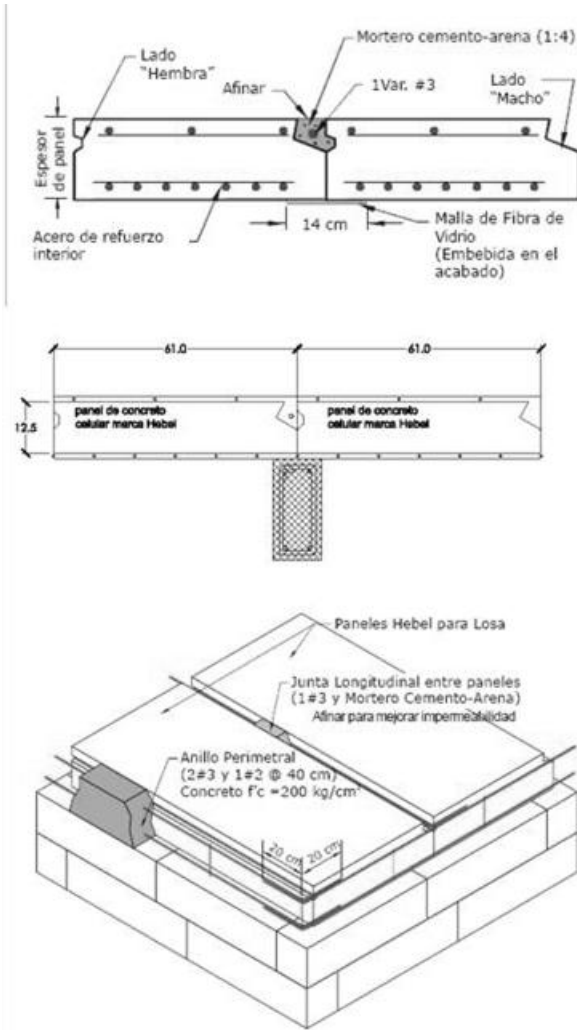 Mortero cemento-arena (1:4)
Lado
"Hembra"
Afinar
1Var. #3
Lado
"Macho"
Espesor
de panel
Acero de refuerzo
interior
14 cm
Malla de Fibra de
Vidrio
(Embebida en el
acabado)
61.0
61.0
12.5
panel de concreto
celular marca Hebel
panel de concreto
celular marca Hebel
Paneles Hebel para Losa
Junta Longitudinal entre paneles
(1#3 y Mortero Cemento-Arena)
Afinar para mejorar impermeabilidad
Anillo Perimetral
(2#3 y 1#2 @ 40 cm)
Concreto f'c =200 kg/cm²
20 cm
20 cm